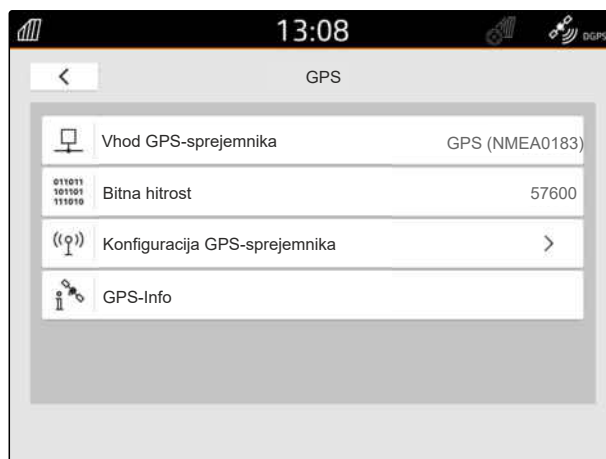 13:08
DGPS
GPS
Vhod GPS-sprejemnika GPS (NMEA0183)
011011
101101
111010
Bitna hitrost 57600
Konfiguracija GPS-sprejemnika
GPS-Info